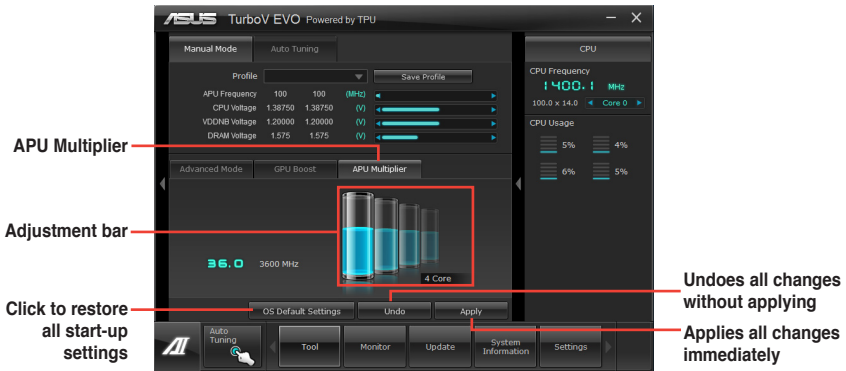 ASUS TurboV EVO Powered by TPU
Manual Mode Auto Tuning
Profile Save Profile
APU Frequency 100 100 (MHz)
CPU Voltage 1.38750 1.38750 (V)
VDDNB Voltage 1.20000 1.20000 (V)
DRAM Voltage 1.575 1.575 (V)
Advanced Mode GPU Boost APU Multiplier
36.0 3600 MHz
4 Core
OS Default Settings Undo Apply
Auto
Tuning
Tool Monitor Update System
Information Settings
CPU
CPU Frequency
1400.1 MHz
100.0 x 14.0 Core 0
CPU Usage
5% 4%
6% 5%
APU Multiplier
Adjustment bar
Click to restore
all start-up
settings
Undoes all changes
without applying
Applies all changes
immediately